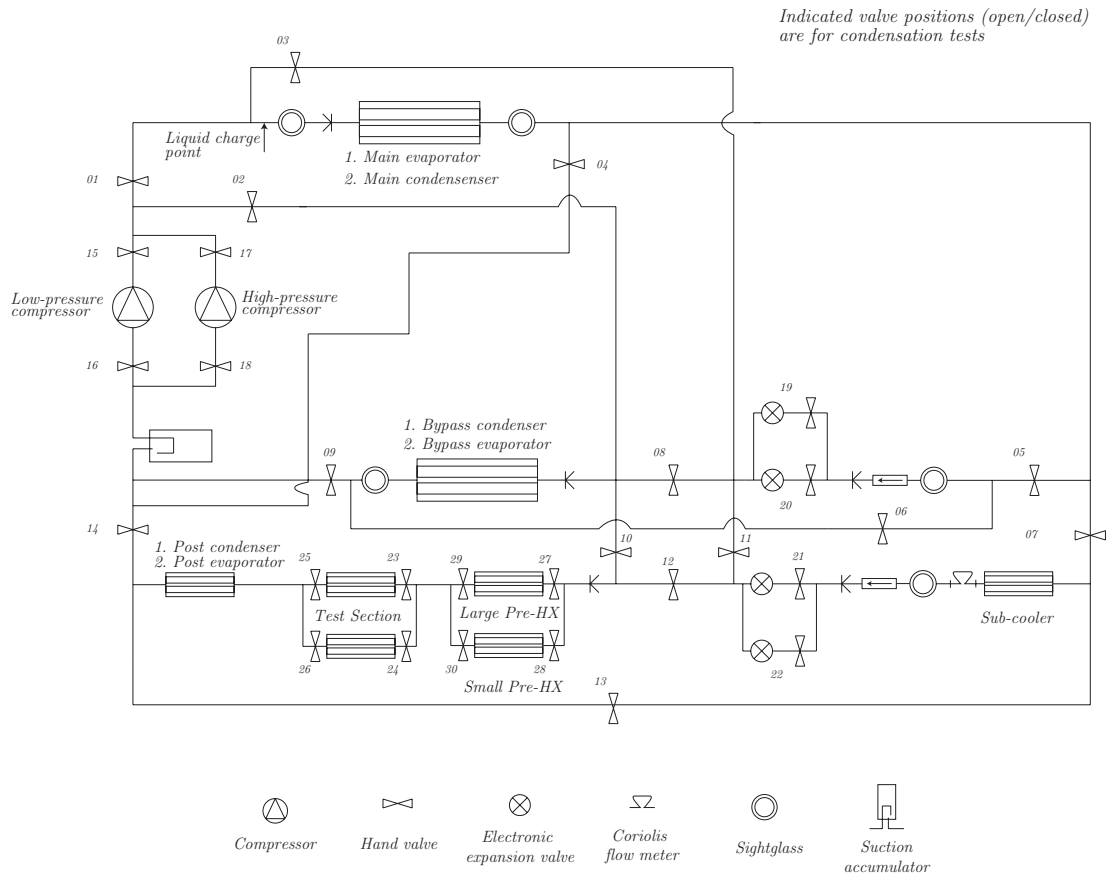 Indicated valve positions (open/closed)
are for condensation tests
03
Liquid charge
point
1. Main evaporator
2. Main condensenser
04
01
02
15
17
Low-pressure
compressor
High-pressure
compressor
16
18
19
1. Bypass condenser
2. Bypass evaporator
09
08
05
20
06
14
10
11
07
1. Post condenser
2. Post evaporator
25
23
29
27
12
21
Test Section
Large Pre-HX
Sub-cooler
26
24
30
28
22
Small Pre-HX
13
Compressor
Hand valve
Electronic
expansion valve
Coriolis
flow meter
Sightglass
Suction
accumulator